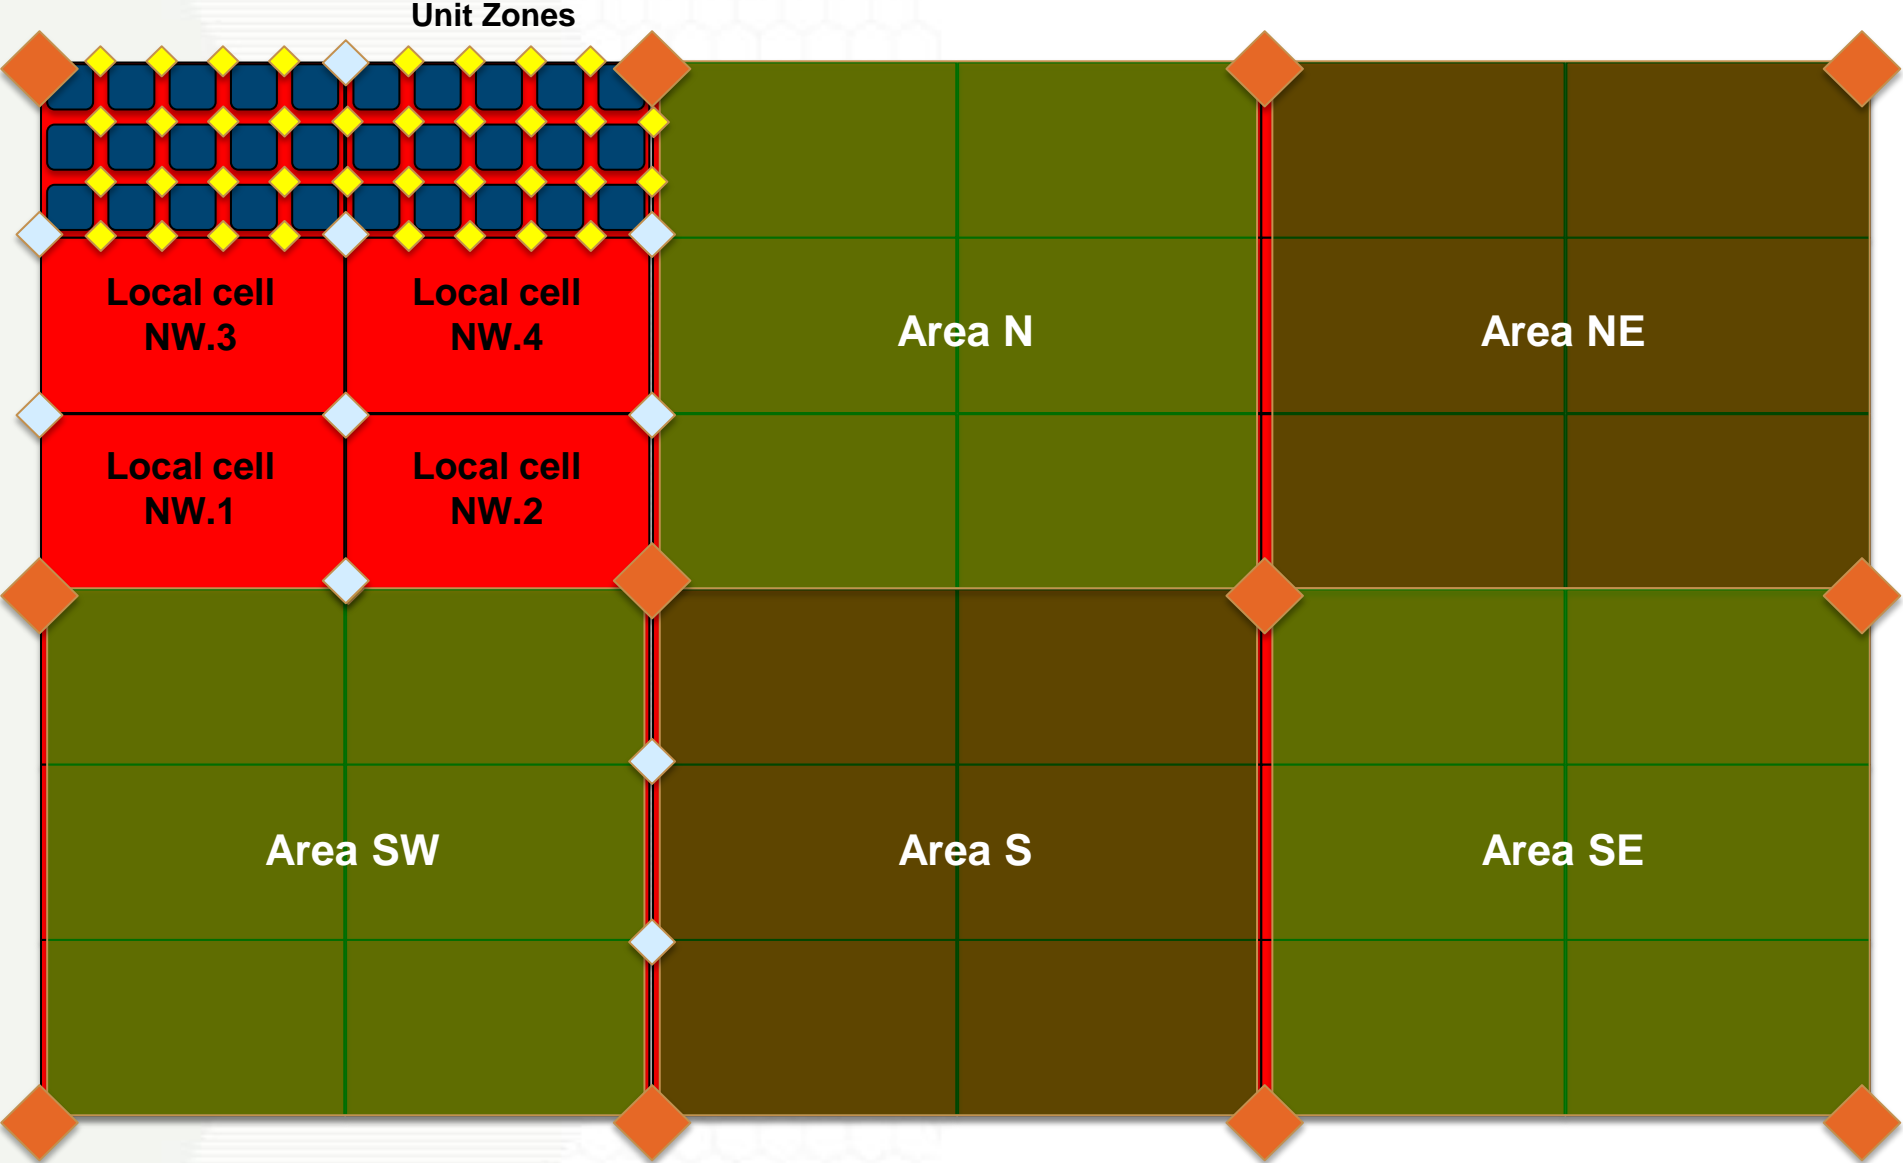 Unit Zones
Local cell
NW.3
Local cell
NW.4
Area N
Area NE
Local cell
NW.1
Local cell
NW.2
Area SW
Area S
Area SE